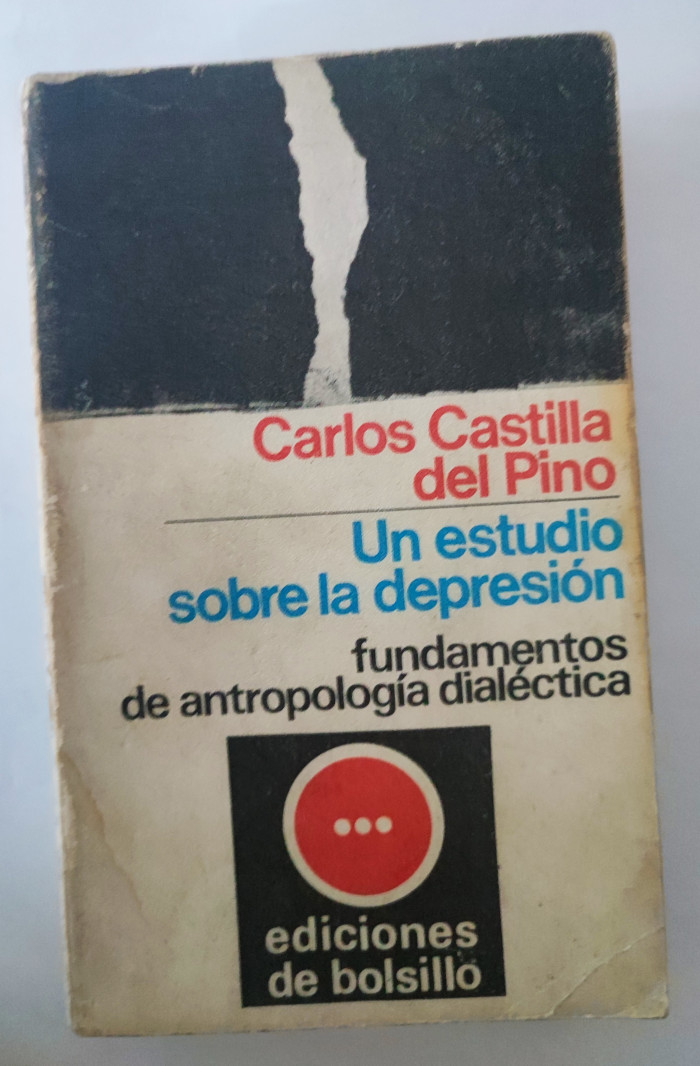 Carlos Castilla
del Pino
Un estudio
sobre la depresión
fundamentos
de antropología dialéctica
ediciones
de bolsillo